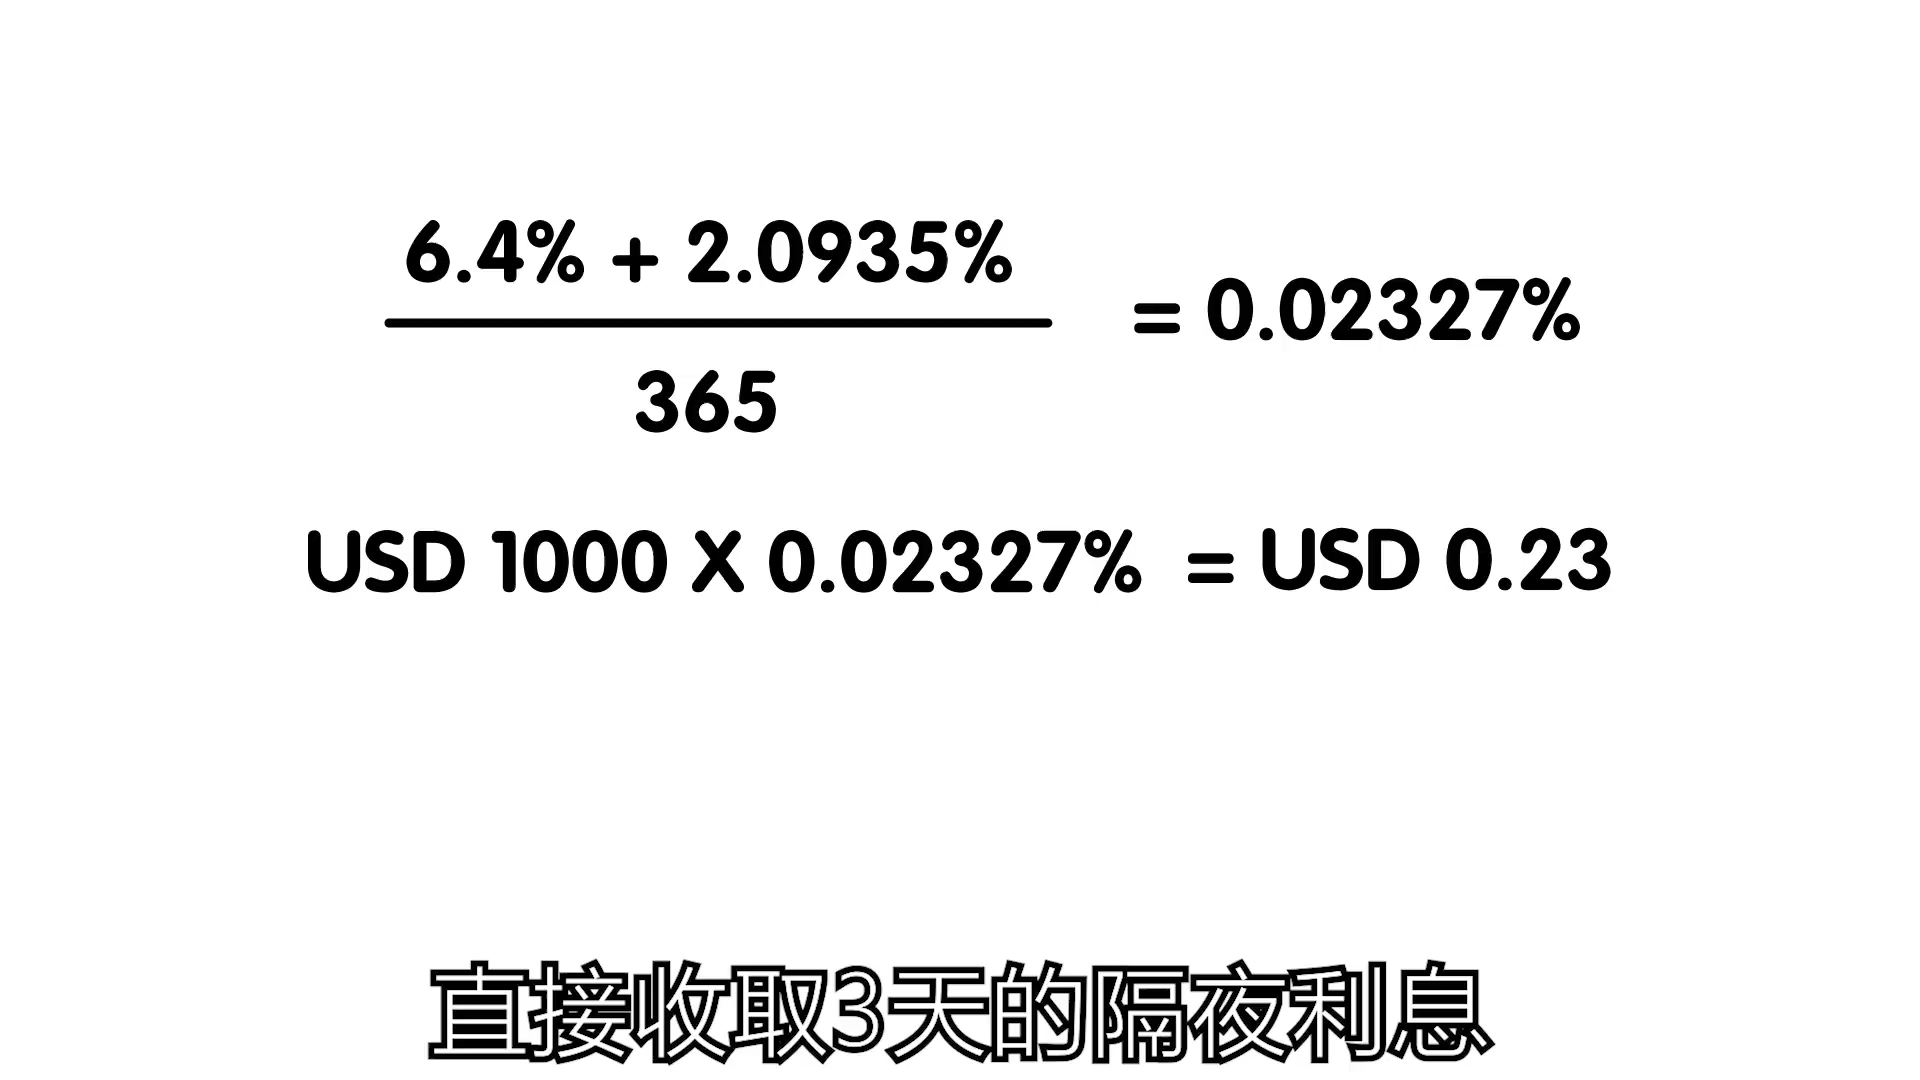 6.4% + 2.0935%
365
= 0.02327%
USD 1000 X 0.02327% = USD 0.23
直接收取3天的隔夜利息